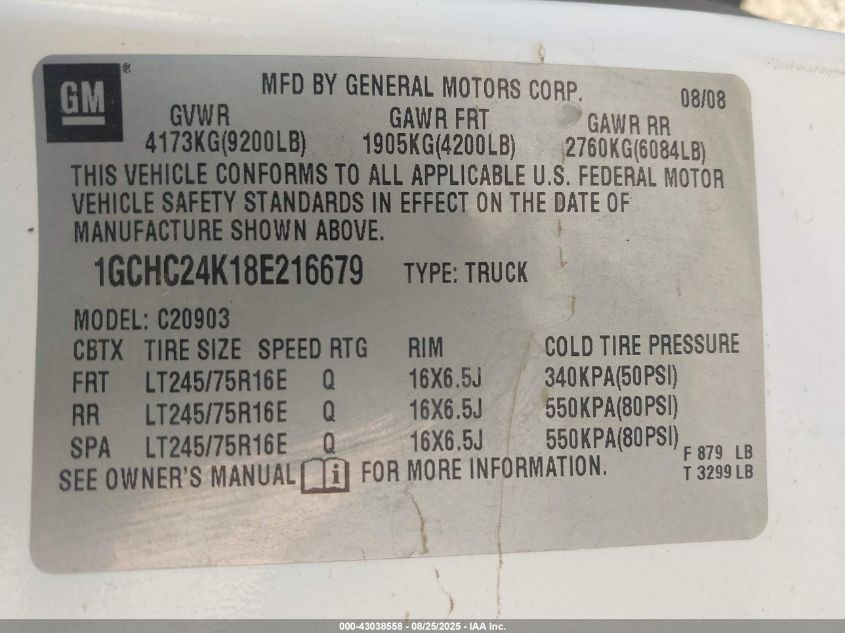 GM®
MFD BY GENERAL MOTORS CORP. 08/08
GVWR GAWR FRT GAWR RR
4173KG(9200LB) 1905KG(4200LB) 2760KG(6084LB)
THIS VEHICLE CONFORMS TO ALL APPLICABLE U.S. FEDERAL MOTOR
VEHICLE SAFETY STANDARDS IN EFFECT ON THE DATE OF
MANUFACTURE SHOWN ABOVE.
1GCHC24K18E216679 TYPE: TRUCK
MODEL: C20903
CBTX TIRE SIZE SPEED RTG RIM COLD TIRE PRESSURE
FRT LT245/75R16E Q 16X6.5J 340KPA(50PSI)
RR LT245/75R16E Q 16X6.5J 550KPA(80PSI)
SPA LT245/75R16E Q 16X6.5J 550KPA(80PSI)
F 879 LB
SEE OWNER'S MANUAL i FOR MORE INFORMATION.
T 3299 LB
000-43038558 - 08/25/2025 - IAA Inc.